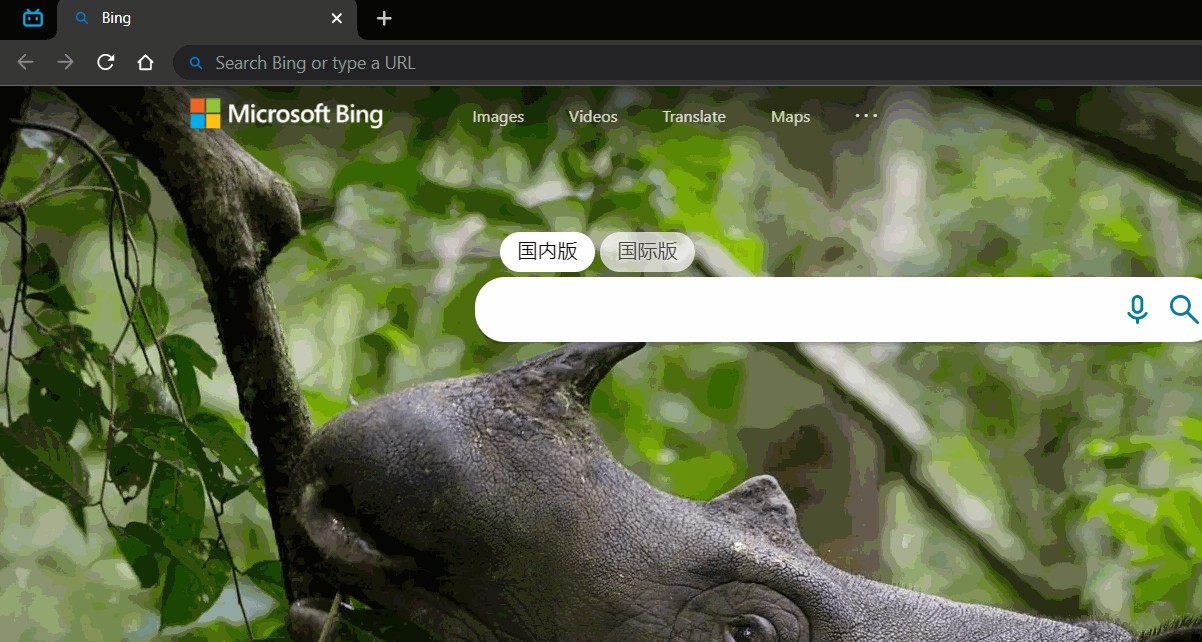 Bing
Search Bing or type a URL
Microsoft Bing
Images Videos Translate Maps ...
国内版 国际版